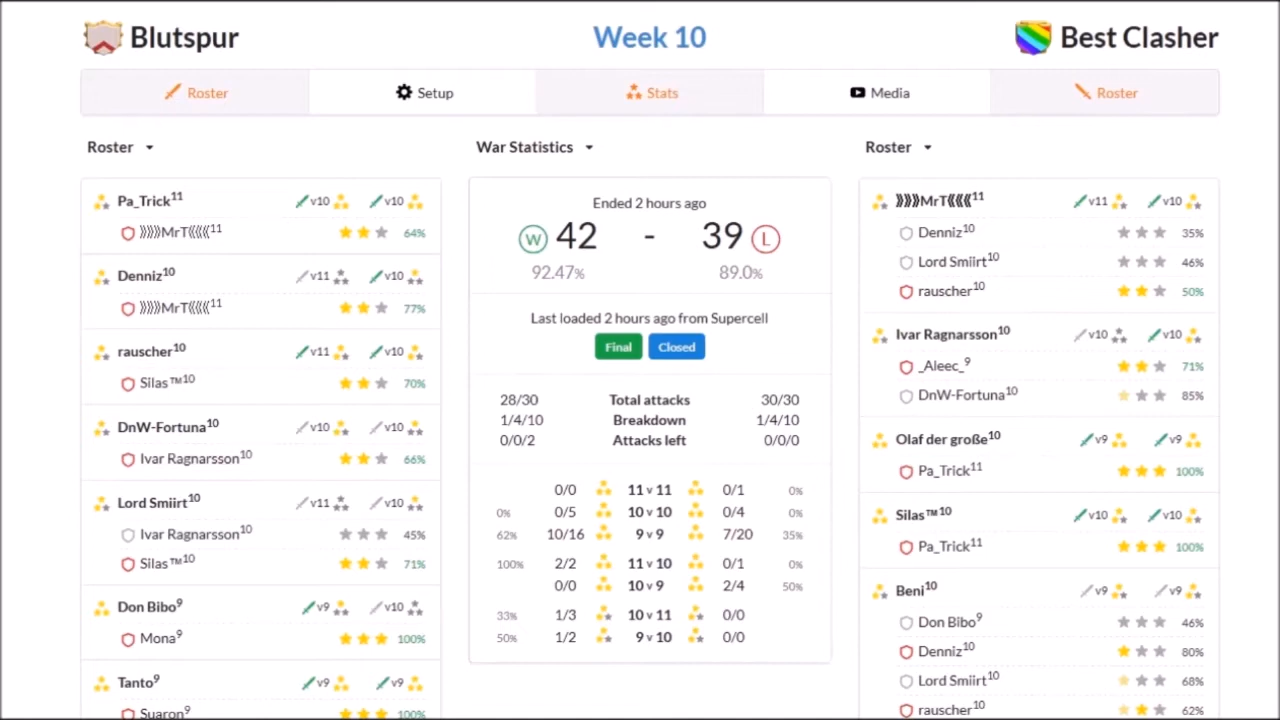 Blutspur
Week 10
Best Clasher
Roster
Setup
Stats
Media
Roster
Roster
Pa_Trick11 v10 v10
))))MrT((((11 64%
Denniz10 v11 v10
))))MrT((((11 77%
rauscher10 v11 v10
Silas™10 70%
DnW-Fortuna10 v10 v10
Ivar Ragnarsson10 66%
Lord Smiirt10 v11 v10
Ivar Ragnarsson10 45%
Silas™10 71%
Don Bibo9 v9 v10
Mona9 100%
Tanto9 v9 v9
Suaron9 100%
War Statistics
Ended 2 hours ago
W 42 - 39 L
92.47% 89.0%
Last loaded 2 hours ago from Supercell
Final Closed
28/30 Total attacks 30/30
1/4/10 Breakdown 1/4/10
0/0/2 Attacks left 0/0/0
0/0 11 v 11 0/1 0%
0% 0/5 10 v 10 0/4 0%
62% 10/16 9 v 9 7/20 35%
100% 2/2 11 v 10 0/1 0%
0/0 10 v 9 2/4 50%
33% 1/3 10 v 11 0/0
50% 1/2 9 v 10 0/0
Roster
))))MrT((((11 v11 v10
Denniz10 35%
Lord Smiirt10 46%
rauscher10 50%
Ivar Ragnarsson10 v10 v10
_Aleec_9 71%
DnW-Fortuna10 85%
Olaf der große10 v9 v9
Pa_Trick11 100%
Silas™10 v10 v10
Pa_Trick11 100%
Beni10 v9 v9
Don Bibo9 46%
Denniz10 80%
Lord Smiirt10 68%
rauscher10 62%